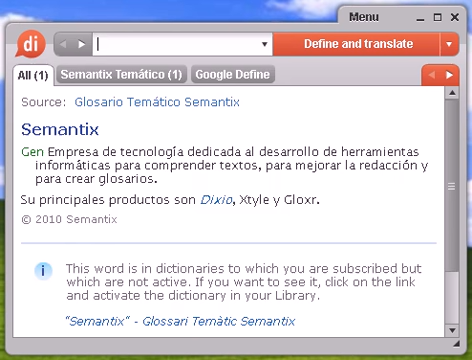 Menu
di
Define and translate
All (1) Semantix Temático (1) Google Define
Source: Glosario Temático Semantix
Semantix
Gen Empresa de tecnología dedicada al desarrollo de herramientas
informáticas para comprender textos, para mejorar la redacción y
para crear glosarios.
Su principales productos son Dixio, Xtyle y Gloxr.
© 2010 Semantix
i
This word is in dictionaries to which you are subscribed but
which are not active. If you want to see it, click on the link
and activate the dictionary in your Library.
"Semantix" - Glossari Temàtic Semantix